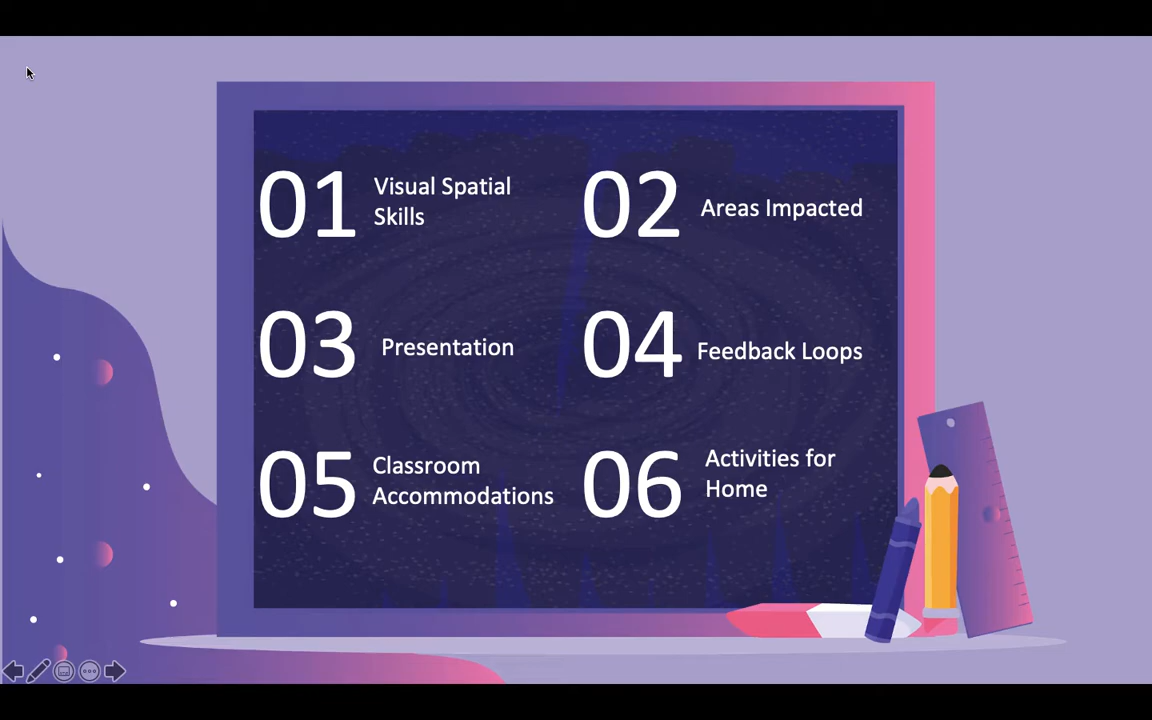 01 Visual Spatial
Skills
02 Areas Impacted
03 Presentation
04 Feedback Loops
05 Classroom
Accommodations
06 Activities for
Home